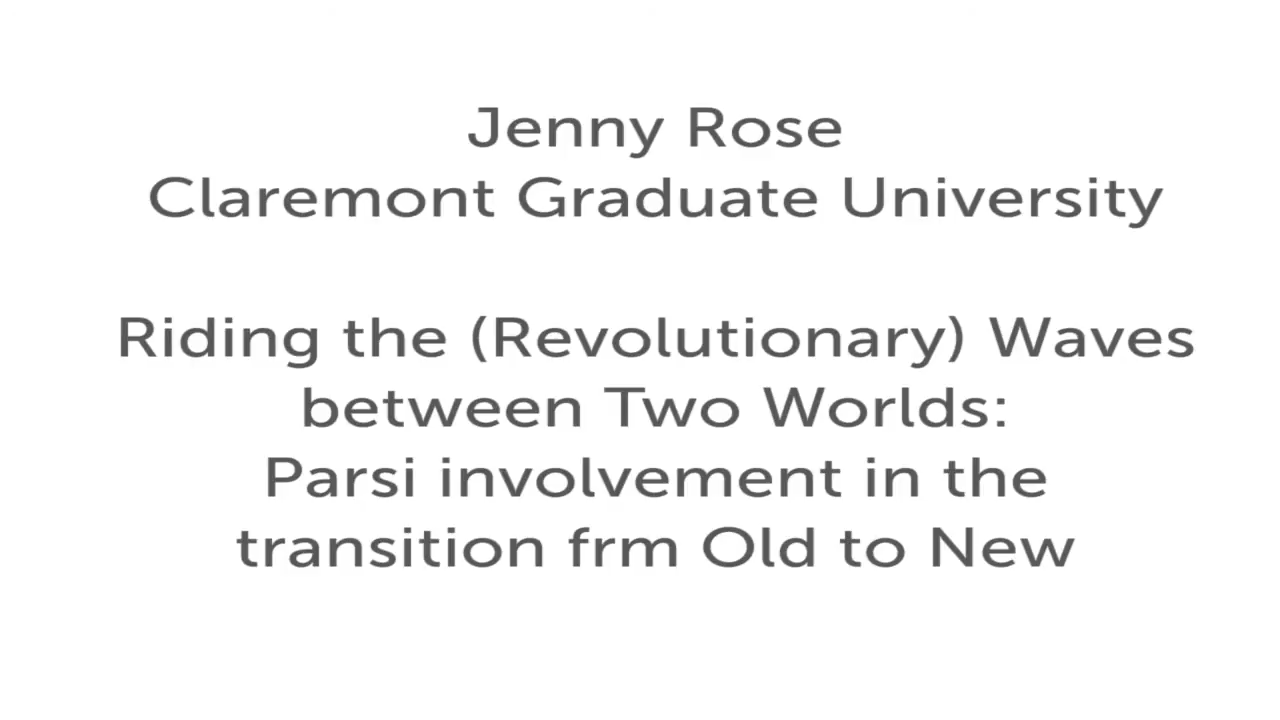 Jenny Rose
Claremont Graduate University
Riding the (Revolutionary) Waves
between Two Worlds:
Parsi involvement in the
transition frm Old to New